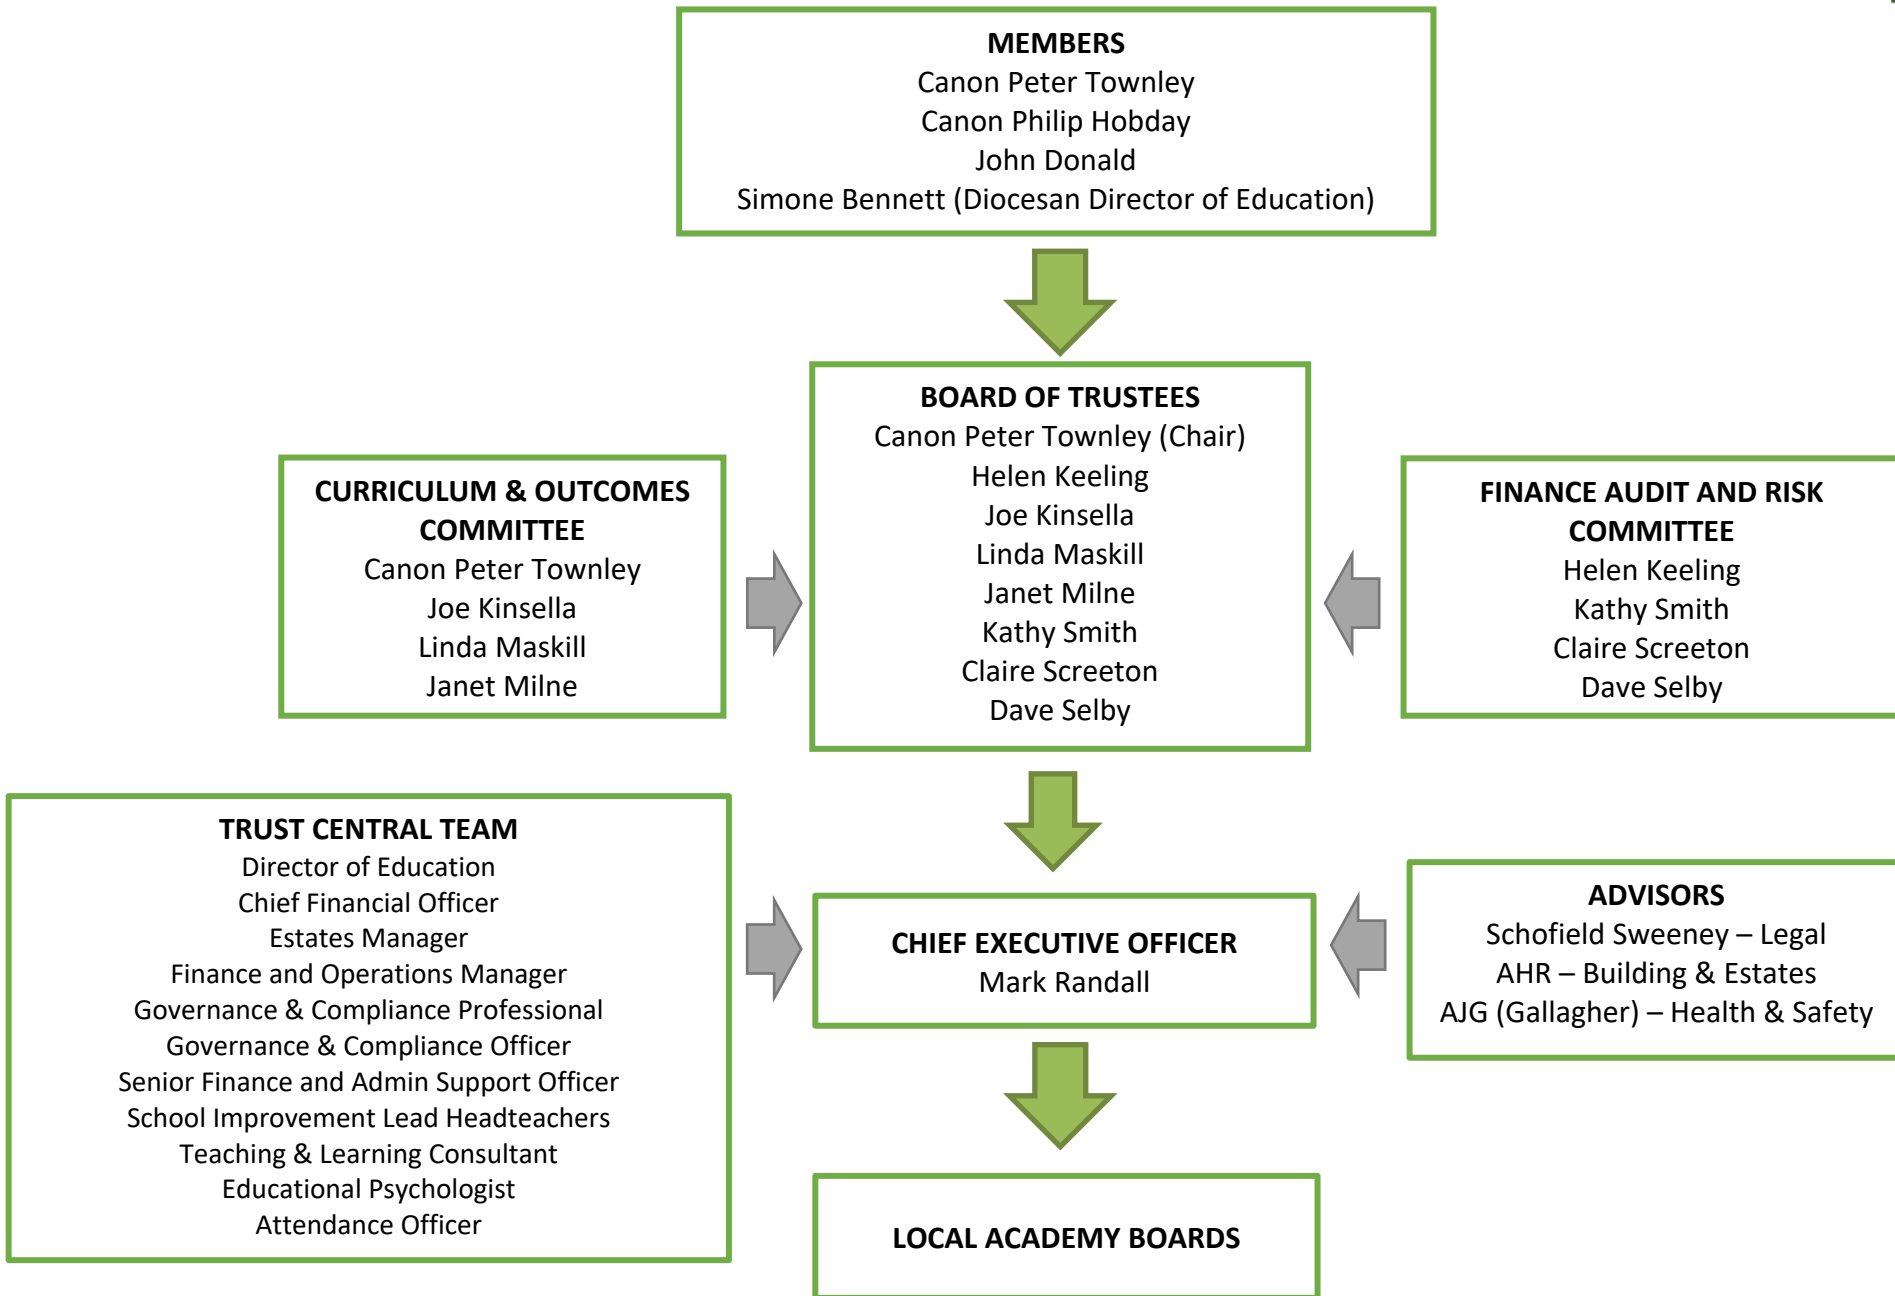 MEMBERS
Canon Peter Townley
Canon Philip Hobday
John Donald
Simone Bennett (Diocesan Director of Education)
BOARD OF TRUSTEES
Canon Peter Townley (Chair)
Helen Keeling
Joe Kinsella
Linda Maskill
Janet Milne
Kathy Smith
Claire Screeton
Dave Selby
CURRICULUM & OUTCOMES
COMMITTEE
Canon Peter Townley
Joe Kinsella
Linda Maskill
Janet Milne
FINANCE AUDIT AND RISK
COMMITTEE
Helen Keeling
Kathy Smith
Claire Screeton
Dave Selby
TRUST CENTRAL TEAM
Director of Education
Chief Financial Officer
Estates Manager
Finance and Operations Manager
Governance & Compliance Professional
Governance & Compliance Officer
Senior Finance and Admin Support Officer
School Improvement Lead Headteachers
Teaching & Learning Consultant
Educational Psychologist
Attendance Officer
CHIEF EXECUTIVE OFFICER
Mark Randall
ADVISORS
Schofield Sweeney – Legal
AHR – Building & Estates
AJG (Gallagher) – Health & Safety
LOCAL ACADEMY BOARDS